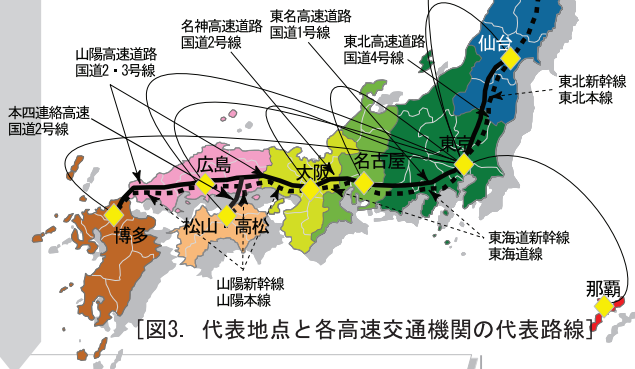 東名高速道路
国道1号線
名神高速道路
国道2号線
東北高速道路
国道4号線
仙台
山陽高速道路
国道2・3号線
東北新幹線
東北本線
本四連絡高速
国道2号線
東京
広島
名古屋
大阪
松山
高松
博多
東海道新幹線
東海道線
山陽新幹線
山陽本線
那覇
[図3. 代表地点と各高速交通機関の代表路線]